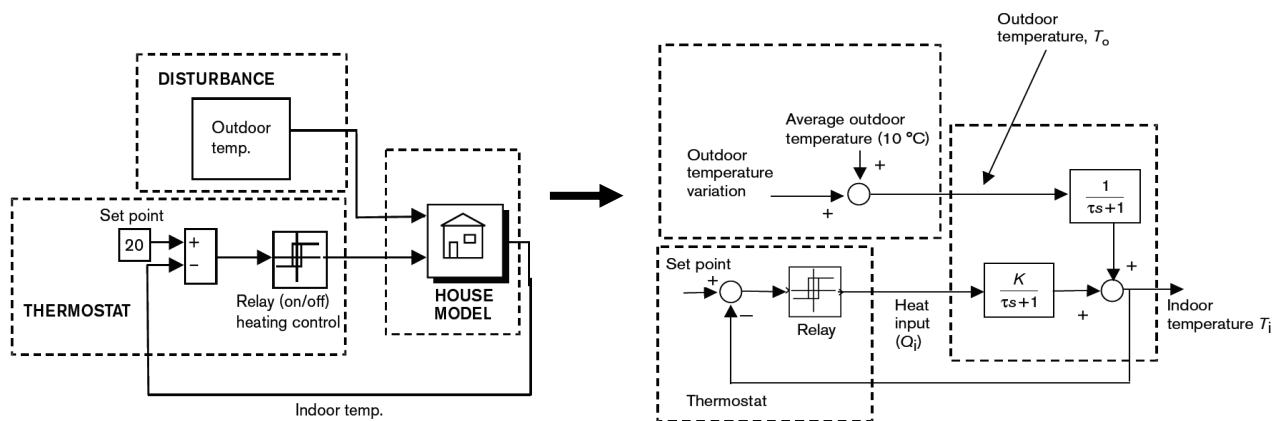 DISTURBANCE
Outdoor
temp.
Set point
20
+
−
THERMOSTAT
Relay (on/off)
heating control
HOUSE
MODEL
Indoor temp.
Outdoor
temperature, To
Average outdoor
temperature (10 °C)
+
Outdoor
temperature
variation
+
1
τs+1
+
Set point
+
−
Relay
Heat
input
(Qi)
K
τs+1
+
Indoor
temperature Ti
Thermostat